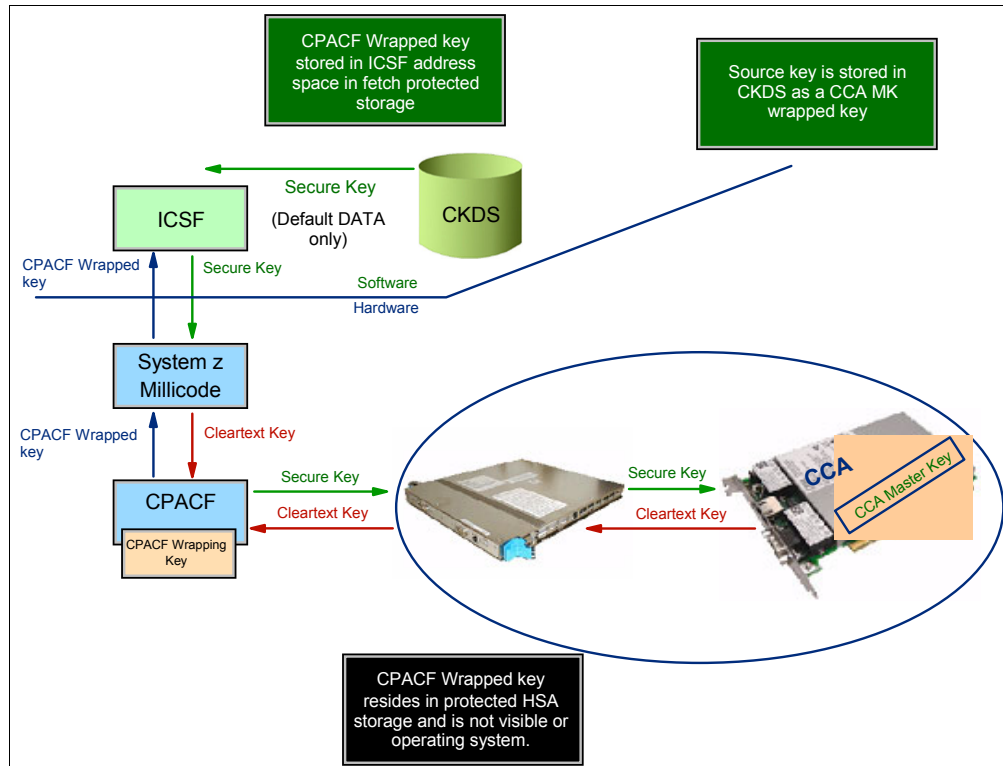 CPACF Wrapped key
stored in ICSF address
space in fetch protected
storage
Source key is stored in
CKDS as a CCA MK
wrapped key
Secure Key
(Default DATA
only)
CKDS
ICSF
CPACF Wrapped
key
Secure Key
Software
Hardware
System z
Millicode
CPACF Wrapped
key
Cleartext Key
CPACF
CPACF Wrapping
Key
Secure Key
Cleartext Key
Secure Key
Cleartext Key
CCA
CCA Master Key
CPACF Wrapped key
resides in protected HSA
storage and is not visible or
operating system.